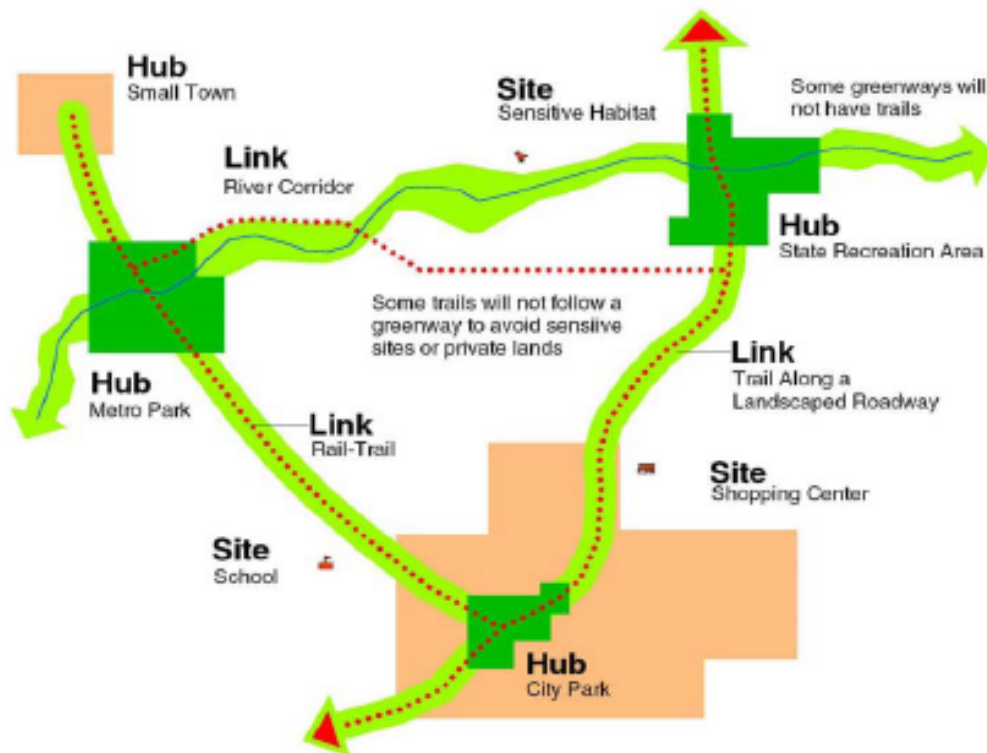 Hub
Small Town
Site
Sensitive Habitat
Some greenways will
not have trails
Link
River Corridor
Hub
State Recreation Area
Some trails will not follow a
greenway to avoid sensiive
sites or private lands
Hub
Metro Park
Link
Trail Along a
Landscaped Roadway
Link
Rail-Trail
Site
Shopping Center
Site
School
Hub
City Park